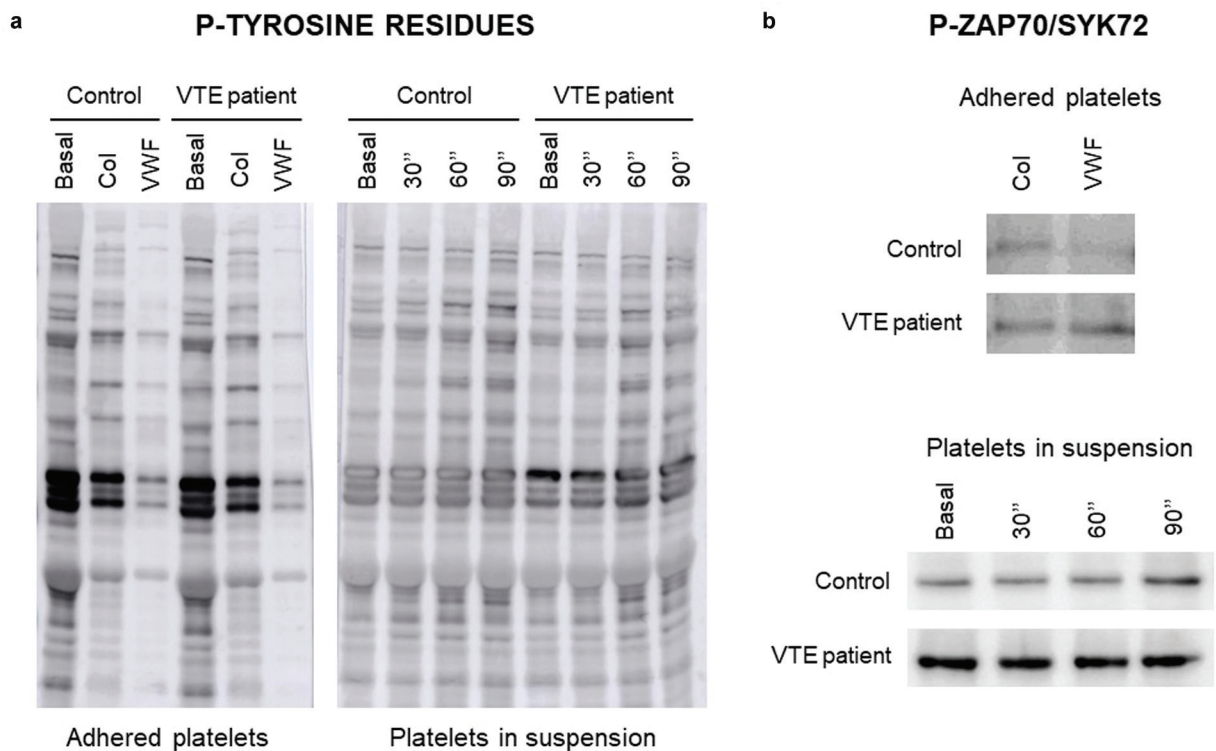 a
P-TYROSINE RESIDUES
Control
VTE patient
Basal
Col
VWF
Basal
Col
VWF
Control
VTE patient
Basal
30”
60”
90”
Basal
30”
60”
90”
Adhered platelets
Platelets in suspension
b
P-ZAP70/SYK72
Adhered platelets
Col
VWF
Control
VTE patient
Platelets in suspension
Basal
30”
60”
90”
Control
VTE patient